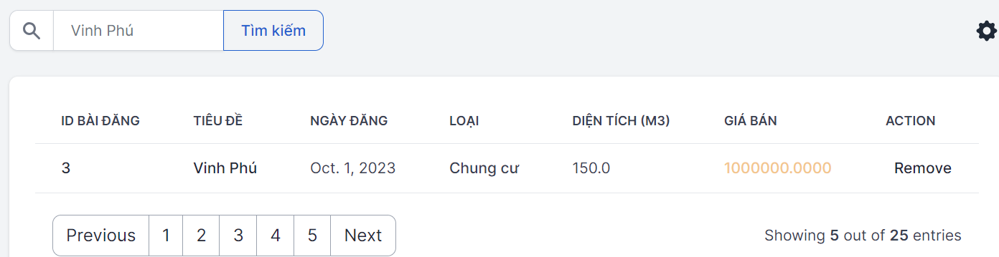 Vinh Phú Tìm kiếm
ID BÀI ĐĂNG TIÊU ĐỀ NGÀY ĐĂNG LOẠI DIỆN TÍCH (M3) GIÁ BÁN ACTION
3 Vinh Phú Oct. 1, 2023 Chung cư 150.0 1000000.0000 Remove
Previous 1 2 3 4 5 Next Showing 5 out of 25 entries